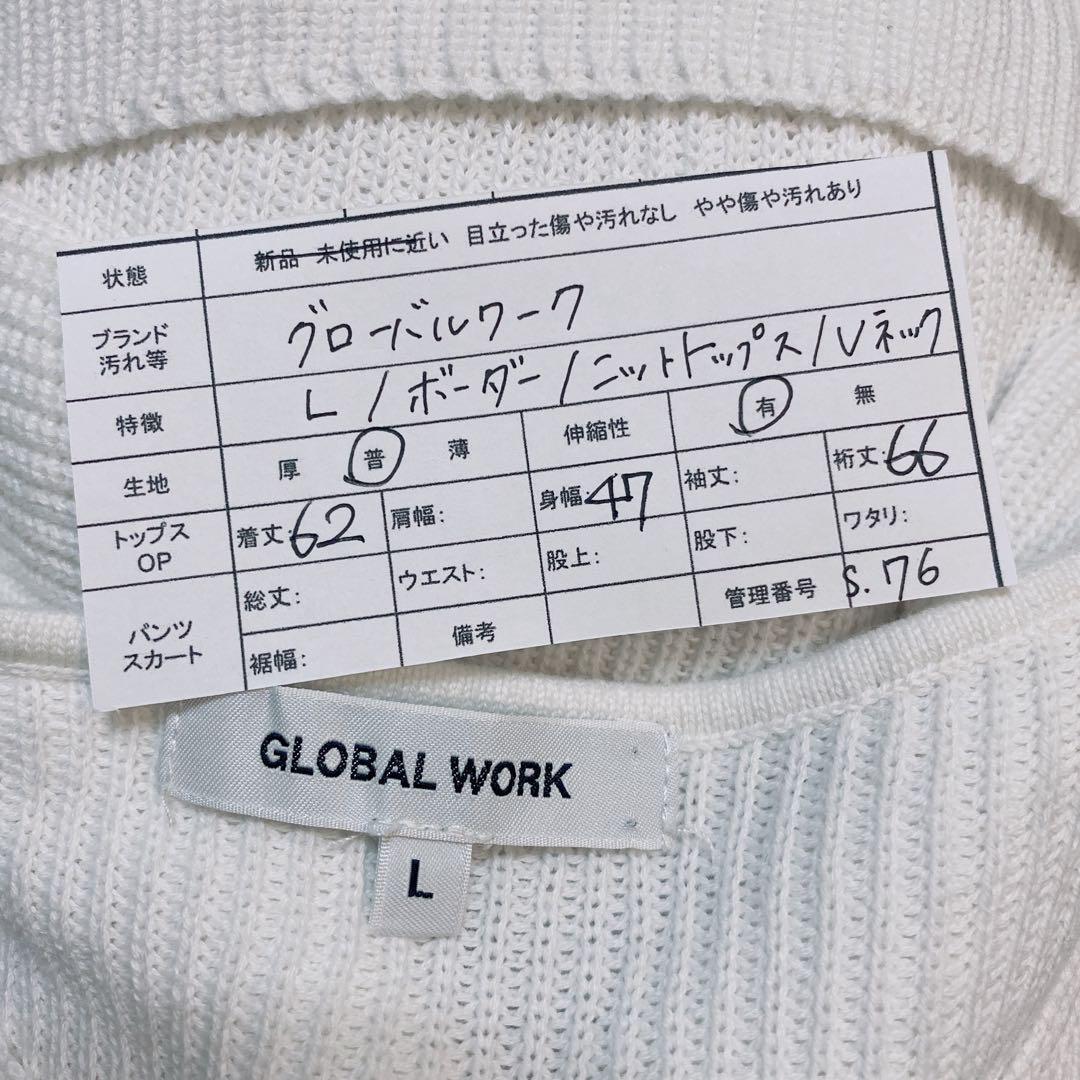 状態 新品 未使用に近い 目立った傷や汚れなし やや傷や汚れあり
ブランド 汚れ等 グローバルワーク
特徴 L/ボーダー/ニットトップス/Vネック
生地 厚 普 薄 伸縮性 有 無
トップス OP 着丈:62 肩幅: 身幅:47 袖丈: 裄丈:66
パンツ スカート 総丈: ウエスト: 股上: 股下: ワタリ:
裾幅: 備考 管理番号 S.76
GLOBAL WORK
L